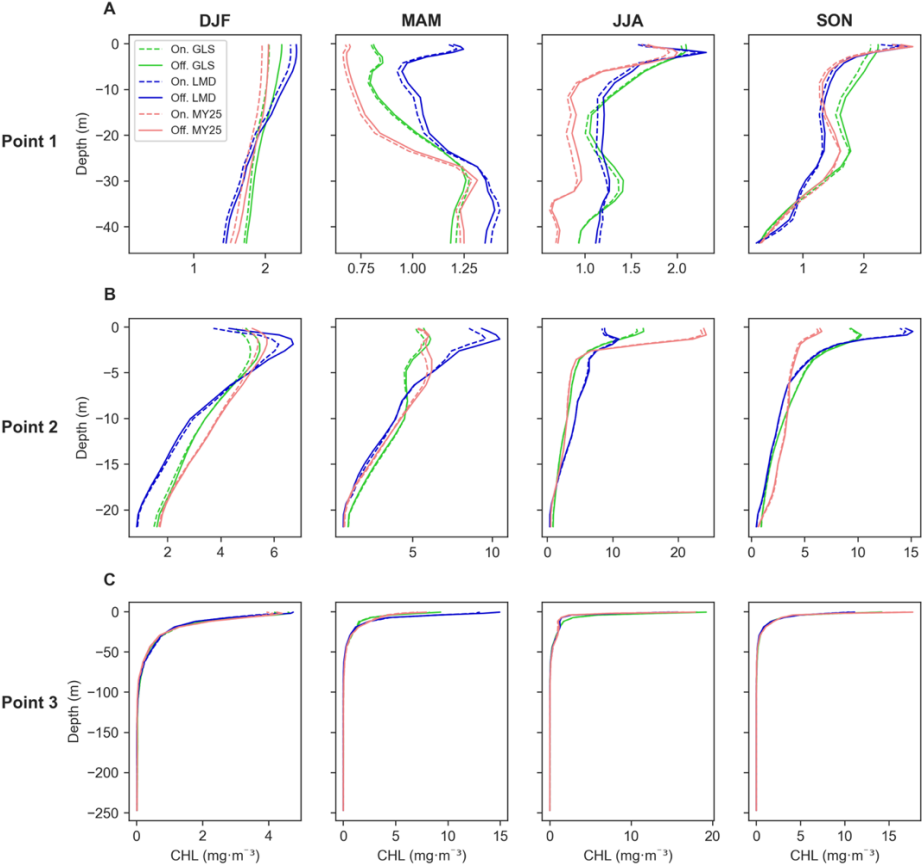 A
DJF
MAM
JJA
SON
Point 1
Depth (m)
0
−10
−20
−30
−40
On. GLS
Off. GLS
On. LMD
Off. LMD
On. MY25
Off. MY25
1
2
0.75
1.00
1.25
1.0
1.5
2.0
1
2
B
Point 2
Depth (m)
0
−5
−10
−15
−20
2
4
6
5
10
0
10
20
0
5
10
15
C
Point 3
Depth (m)
0
−50
−100
−150
−200
−250
0
2
4
0
5
10
15
0
10
20
0
5
10
15
CHL (mg·m⁻³)
CHL (mg·m⁻³)
CHL (mg·m⁻³)
CHL (mg·m⁻³)